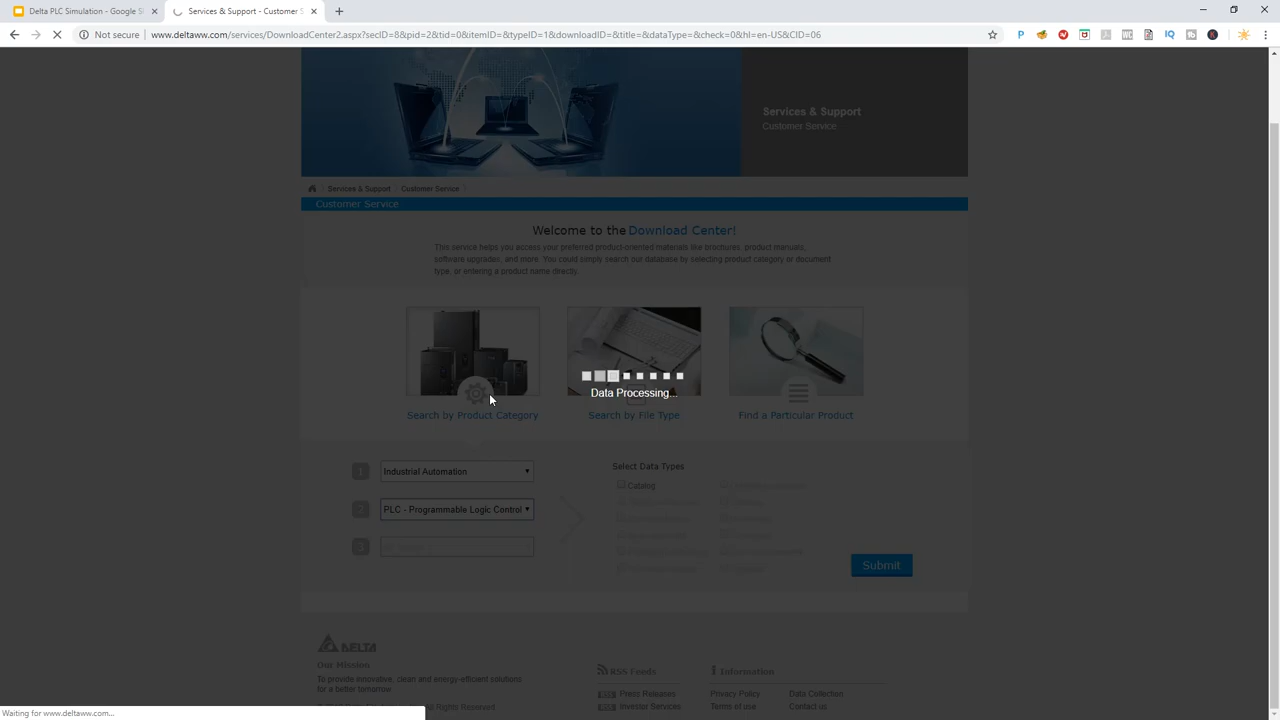 Delta PLC Simulation - Google Sl
Services & Support - Customer S
Not secure
www.deltaww.com/services/DownloadCenter2.aspx?secID=8&pid=2&tid=0&itemID=&typeID=1&downloadID=&title=&dataType=&check=0&hl=en-US&CID=06
Services & Support
Customer Service
Services & Support
Customer Service
Customer Service
Welcome to the Download Center!
This service helps you access your preferred product-oriented materials like brochures, product manuals,
software upgrades, and more. You could simply search our database by selecting product category or document
type, or entering a product name directly.
Data Processing...
Search by Product Category
Search by File Type
Find a Particular Product
1
Industrial Automation
2
PLC - Programmable Logic Control
3
Select Data Types
Catalog
Submit
DELTA
Our Mission
To provide innovative, clean and energy-efficient solutions
for a better tomorrow
RSS Feeds
Press Releases
Investor Services
Information
Privacy Policy
Data Collection
Terms of use
Contact us
Waiting for www.deltaww.com...